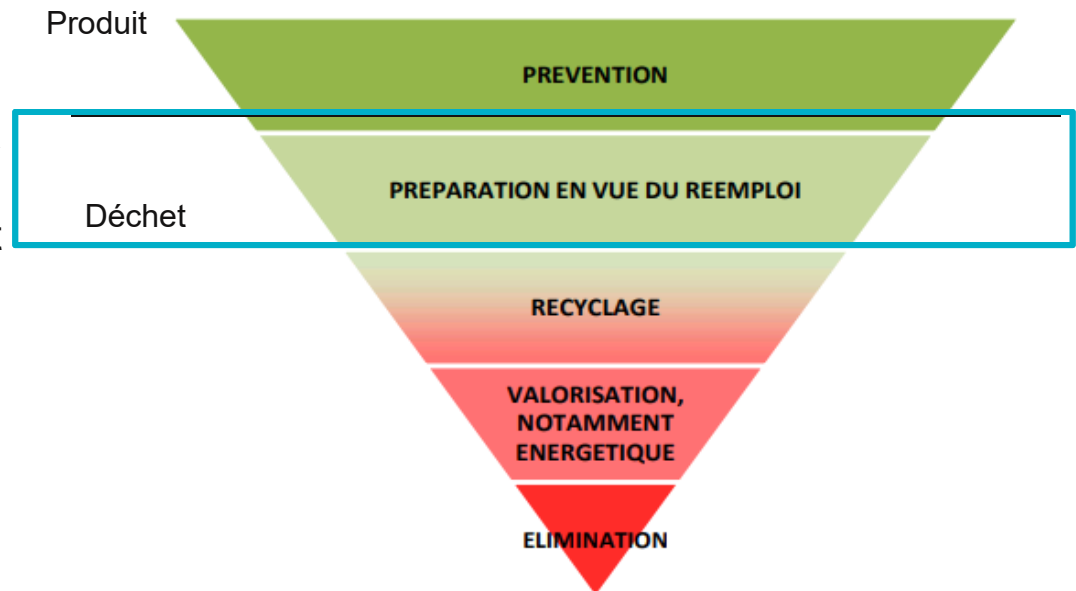 Produit
PREVENTION
PREPARATION EN VUE DU REEMPLOI
Déchet
RECYCLAGE
VALORISATION,
NOTAMMENT
ENERGETIQUE
ELIMINATION